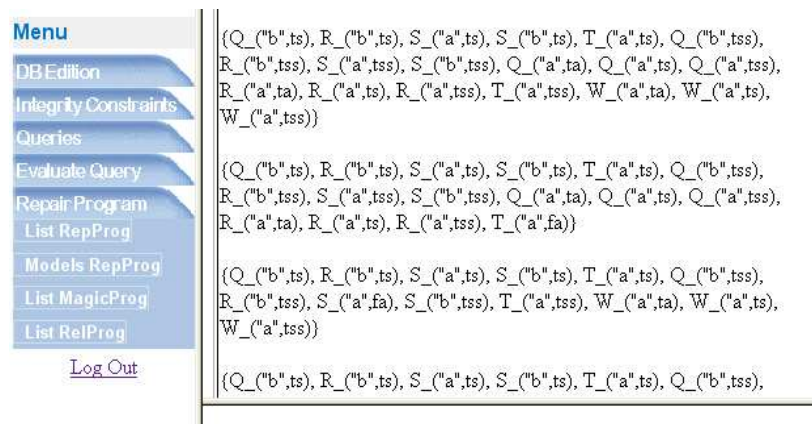 Menu
DB Edition
Integrity Constraints
Queries
Evaluate Query
Repair Program
List RepProg
Models RepProg
List MagicProg
List RelProg
Log Out
{Q_("b",ts), R_("b",ts), S_("a",ts), S_("b",ts), T_("a",ts), Q_("b",tss),
R_("b",tss), S_("a",tss), S_("b",tss), Q_("a",ta), Q_("a",ts), Q_("a",tss),
R_("a",ta), R_("a",ts), R_("a",tss), T_("a",tss), W_("a",ta), W_("a",ts),
W_("a",tss)}
{Q_("b",ts), R_("b",ts), S_("a",ts), S_("b",ts), T_("a",ts), Q_("b",tss),
R_("b",tss), S_("a",tss), S_("b",tss), Q_("a",ta), Q_("a",ts), Q_("a",tss),
R_("a",ta), R_("a",ts), R_("a",tss), T_("a",fa)}
{Q_("b",ts), R_("b",ts), S_("a",ts), S_("b",ts), T_("a",ts), Q_("b",tss),
R_("b",tss), S_("a",fa), S_("b",tss), T_("a",tss), W_("a",ta), W_("a",ts),
W_("a",tss)}
{Q_("b",ts), R_("b",ts), S_("a",ts), S_("b",ts), T_("a",ts), Q_("b",tss),